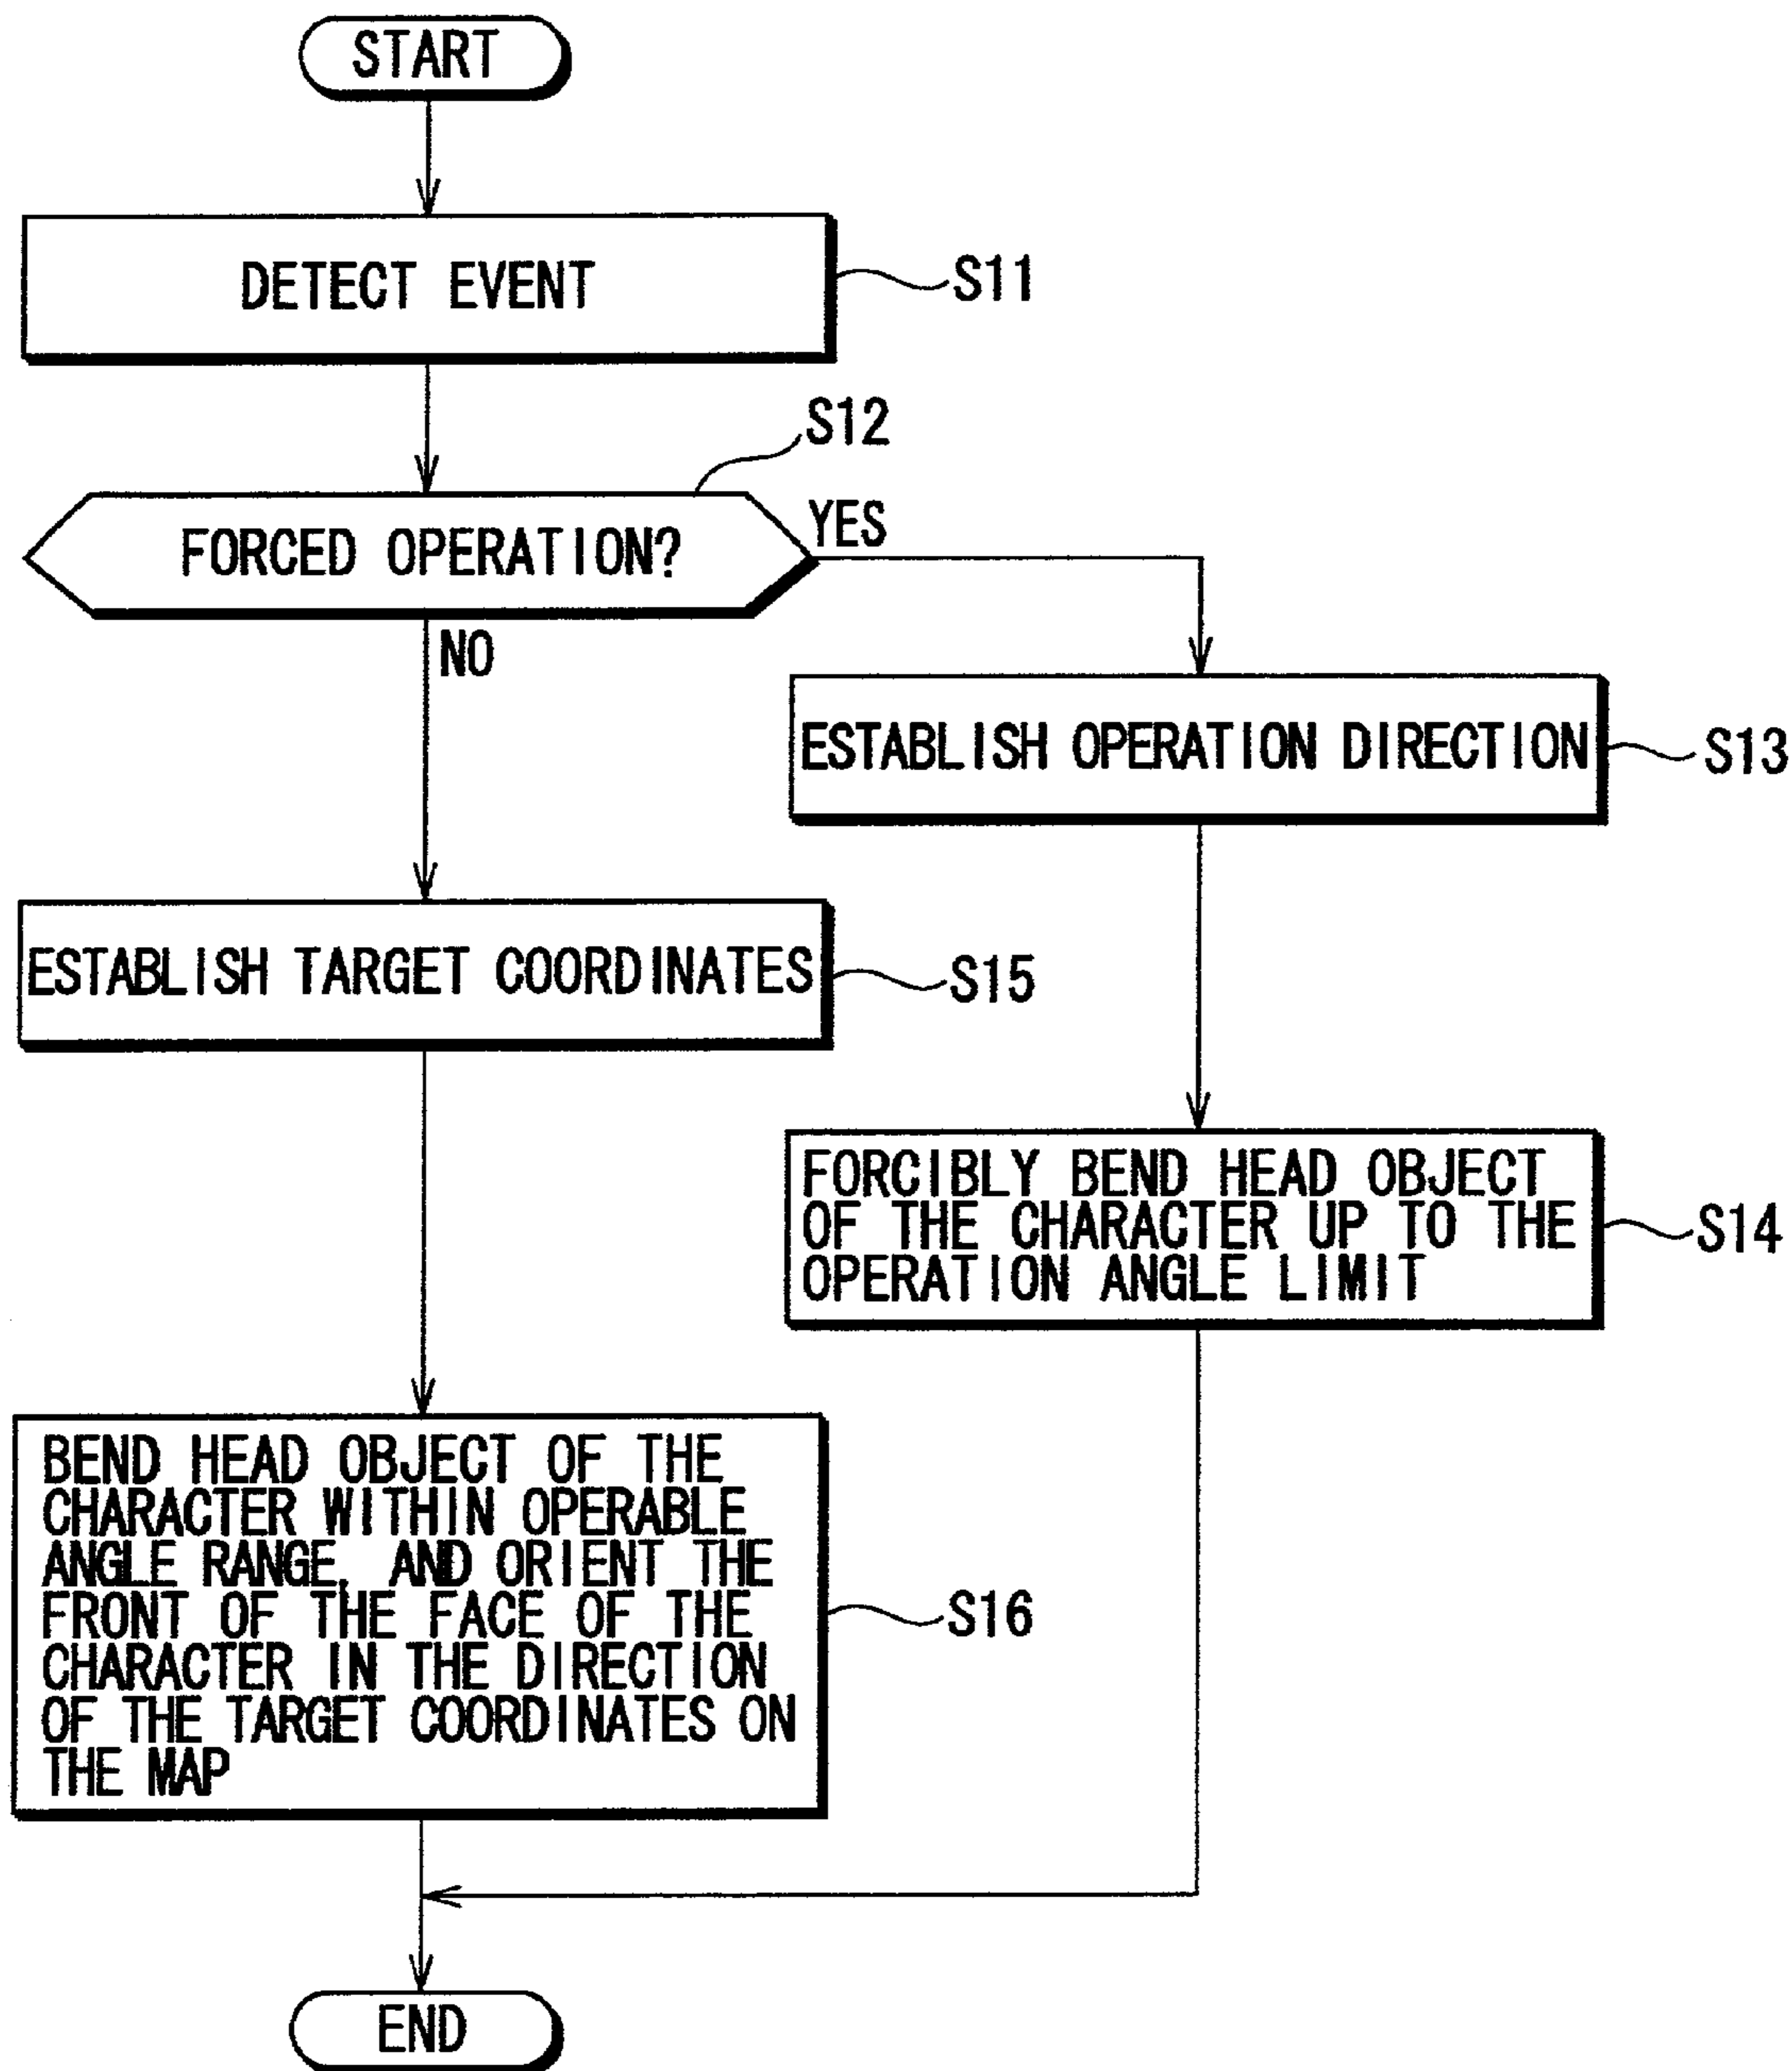 START
DETECT EVENT
S11
S12
FORCED OPERATION?
YES
NO
ESTABLISH OPERATION DIRECTION
S13
ESTABLISH TARGET COORDINATES
S15
FORCIBLY BEND HEAD OBJECT
OF THE CHARACTER UP TO THE
OPERATION ANGLE LIMIT
S14
BEND HEAD OBJECT OF THE
CHARACTER WITHIN OPERABLE
ANGLE RANGE, AND ORIENT THE
FRONT OF THE FACE OF THE
CHARACTER IN THE DIRECTION
OF THE TARGET COORDINATES ON
THE MAP
S16
END